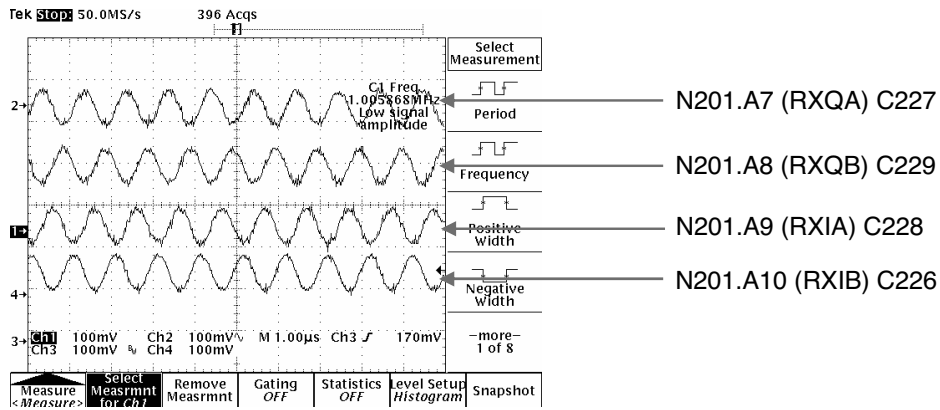 Tek Stop: 50.0MS/s 396 Acqs
Select
Measurement
C1 Freq
1.005868MHz
Low signal
amplitude
2→
Period
N201.A7 (RXQA) C227
Frequency
N201.A8 (RXQB) C229
1→
Positive
Width
N201.A9 (RXIA) C228
4→
Negative
Width
N201.A10 (RXIB) C226
3→
Ch1 100mV Ch2 100mV∿ M 1.00µs Ch3 ʃ 170mV
Ch3 100mV Bw Ch4 100mV
–more–
1 of 8
Measure
<Measure>
Select
Measrmnt
for Ch1
Remove
Measrmnt
Gating
OFF
Statistics
OFF
Level Setup
Histogram
Snapshot